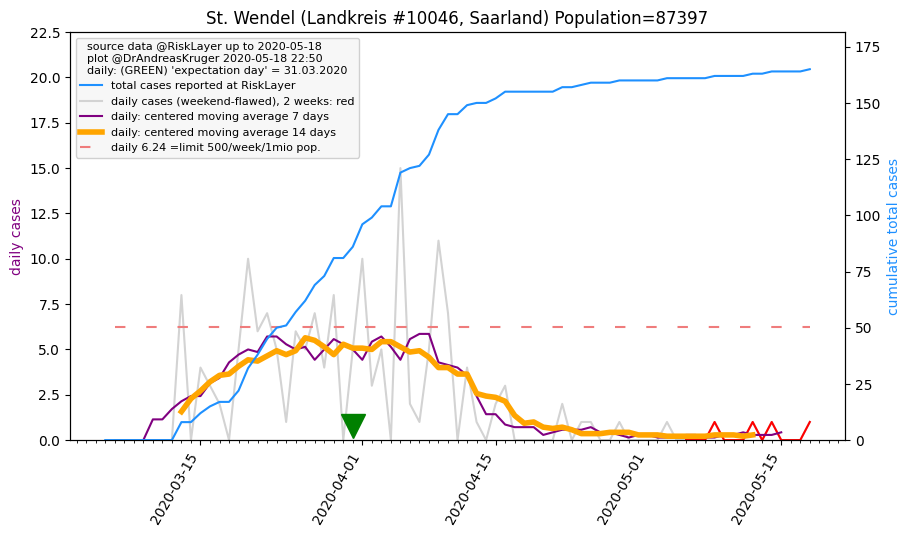 St. Wendel (Landkreis #10046, Saarland) Population=87397
source data @RiskLayer up to 2020-05-18
plot @DrAndreasKruger 2020-05-18 22:50
daily: (GREEN) 'expectation day' = 31.03.2020
total cases reported at RiskLayer
daily cases (weekend-flawed), 2 weeks: red
daily: centered moving average 7 days
daily: centered moving average 14 days
daily 6.24 =limit 500/week/1mio pop.
daily cases
22.5
20.0
17.5
15.0
12.5
10.0
7.5
5.0
2.5
0.0
175
150
125
100
75
50
25
0
cumulative total cases
2020-03-15
2020-04-01
2020-04-15
2020-05-01
2020-05-15